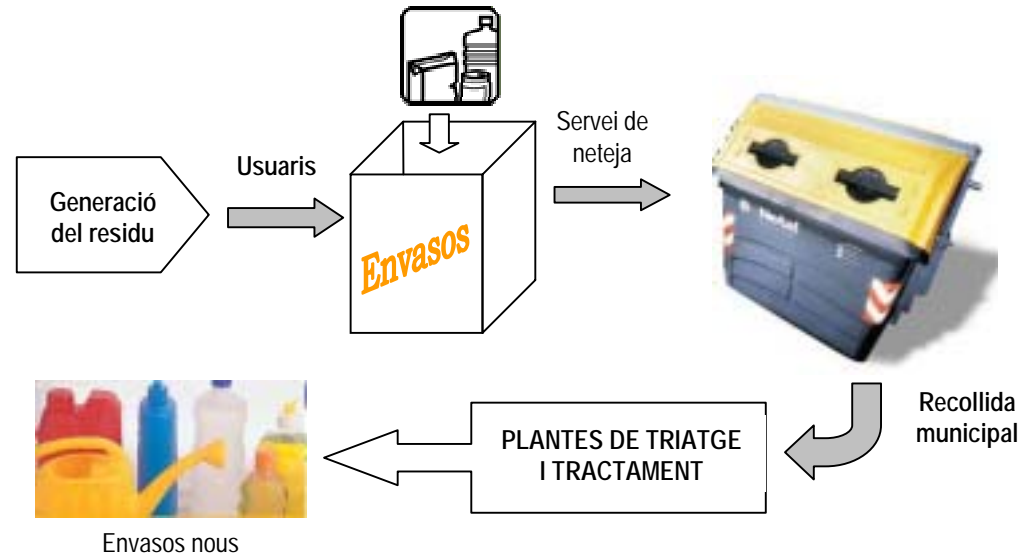 Generació
del residu
Usuaris
Envasos
Servei de
neteja
Recollida
municipal
PLANTES DE TRIATGE
I TRACTAMENT
Envasos nous